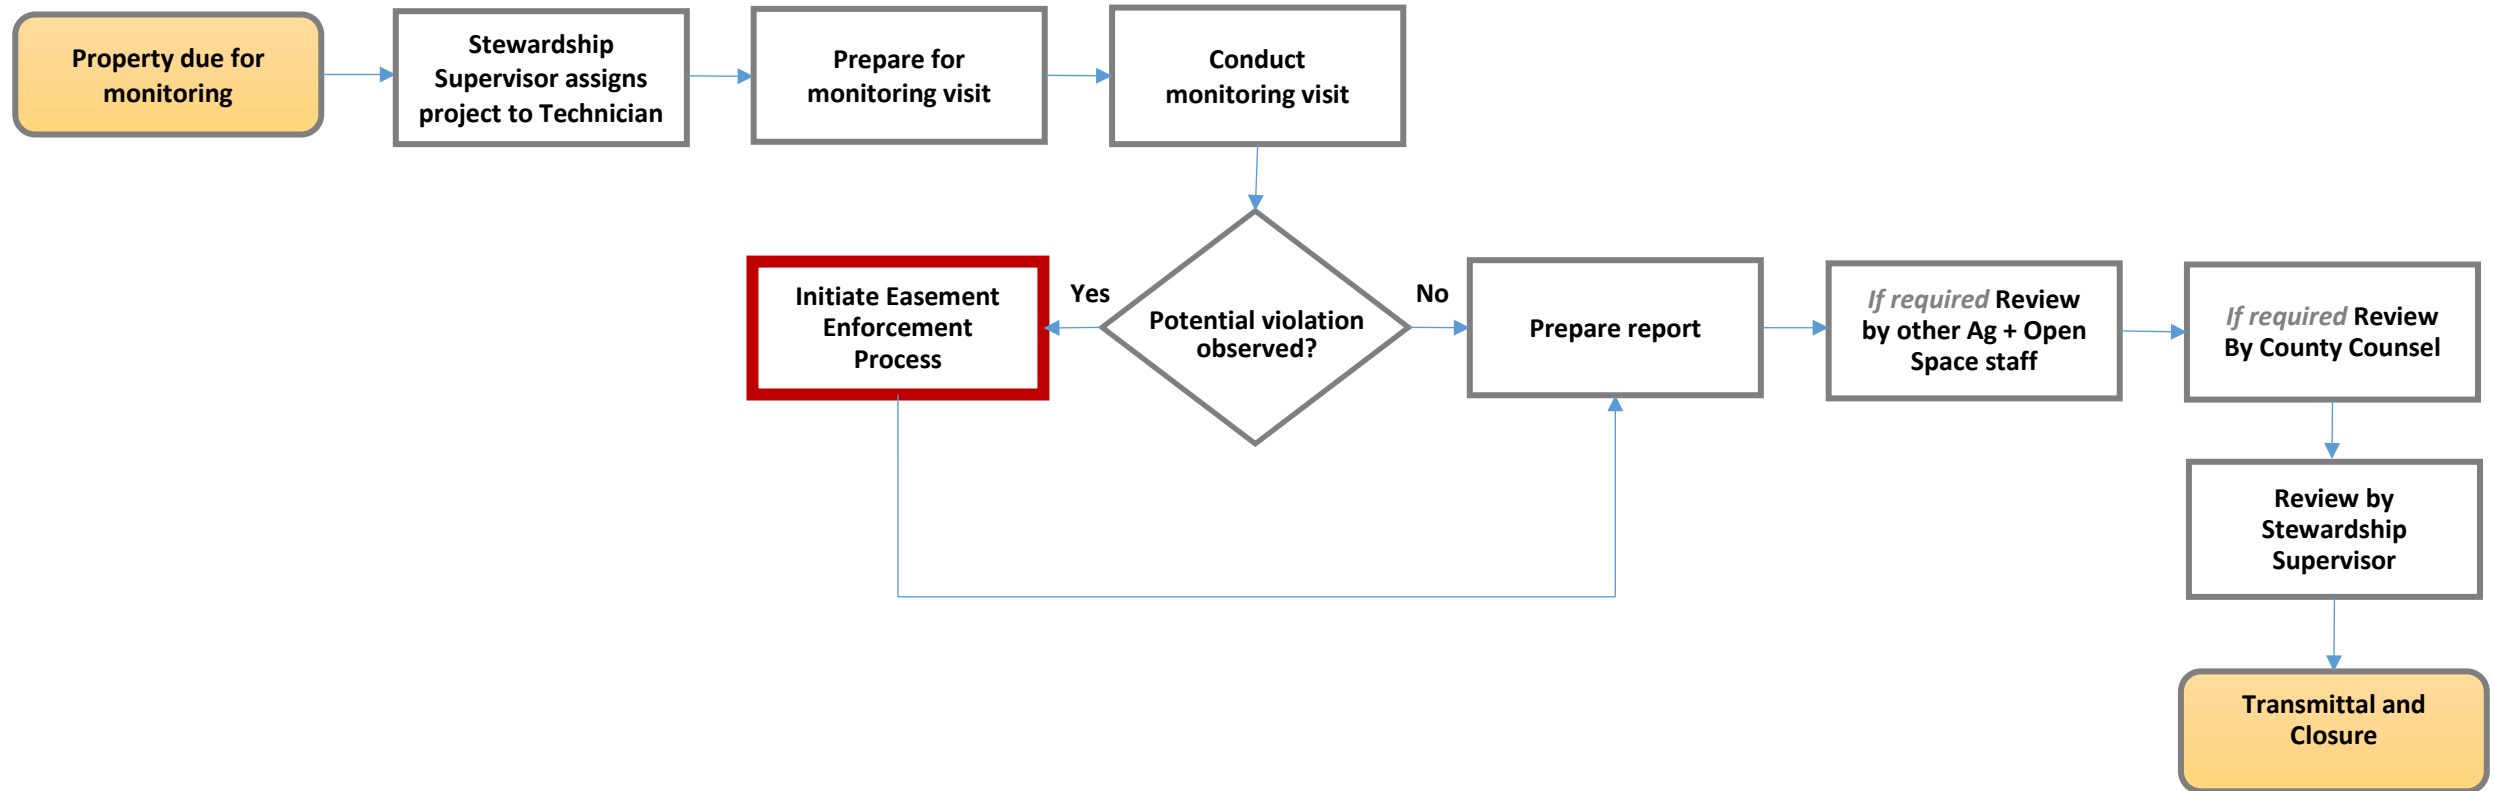 Property due for
monitoring
Stewardship
Supervisor assigns
project to Technician
Prepare for
monitoring visit
Conduct
monitoring visit
Initiate Easement
Enforcement
Process
Yes
Potential violation
observed?
No
Prepare report
If required Review
by other Ag + Open
Space staff
If required Review
By County Counsel
Review by
Stewardship
Supervisor
Transmittal and
Closure